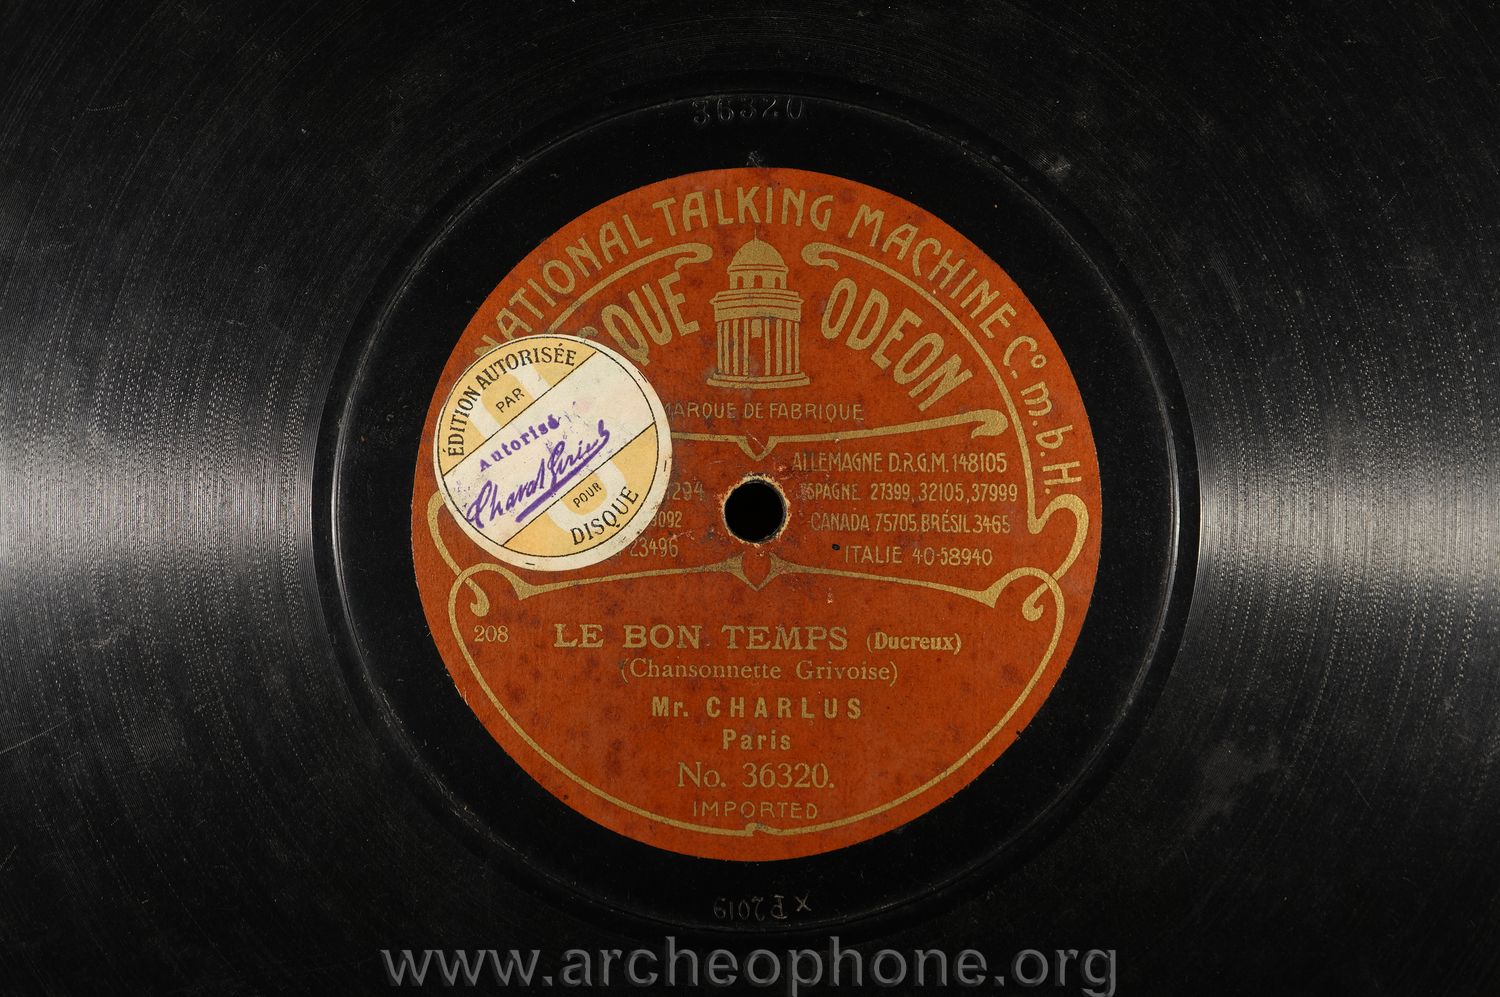 36320
NATIONAL TALKING MACHINE Co. m. b. H.
QUE ODEON
MARQUE DE FABRIQUE
ÉDITION AUTORISÉE
PAR
Autorisé
POUR
DISQUE
ALLEMAGNE D.R.G.M. 148105
ESPAGNE 27399, 32105, 37999
CANADA 75705 BRÉSIL 3465
23496 ITALIE 40-58940
208 LE BON TEMPS (Ducreux)
(Chansonnette Grivoise)
Mr. CHARLUS
Paris
No. 36320.
IMPORTED
x P2019
www.archeophone.org